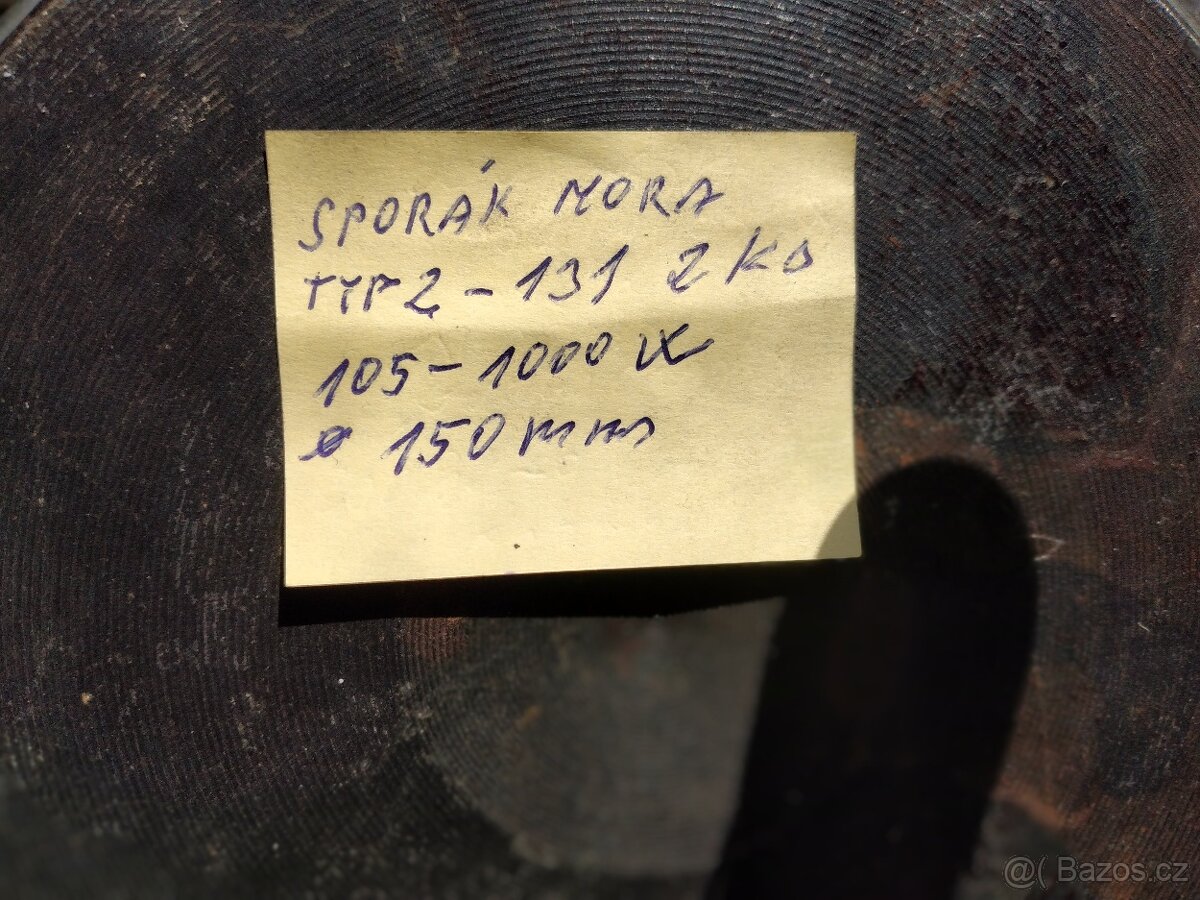 SPORÁK MORA
TYP 2 - 131 2 KS
105 - 1000 W
ø 150 mm
@( Bazos.cz